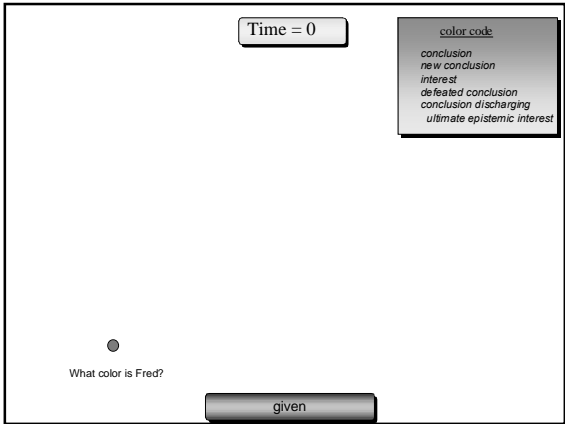 Time = 0
color code
conclusion
new conclusion
interest
defeated conclusion
conclusion discharging
ultimate epistemic interest
What color is Fred?
given